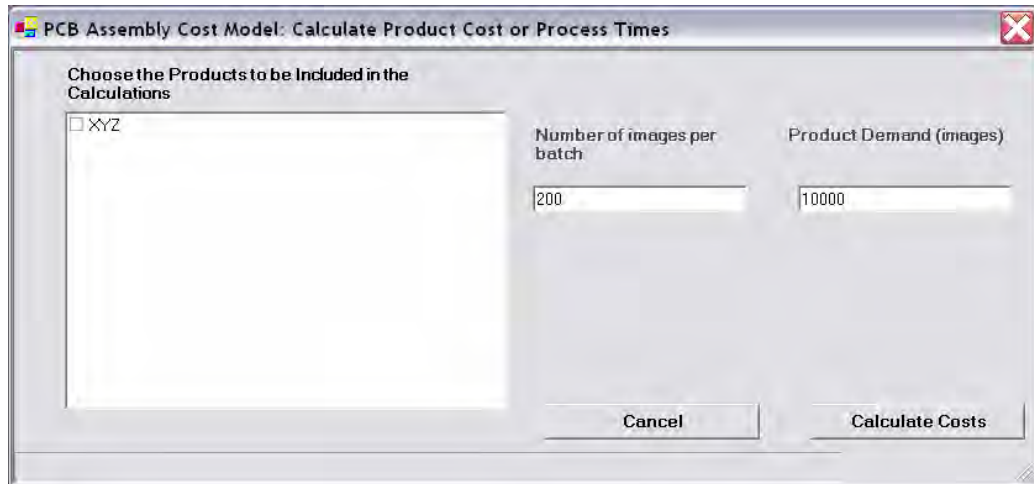 PCB Assembly Cost Model: Calculate Product Cost or Process Times
Choose the Products to be Included in the
Calculations
XYZ
Number of images per
batch
Product Demand (images)
200
10000
Cancel
Calculate Costs